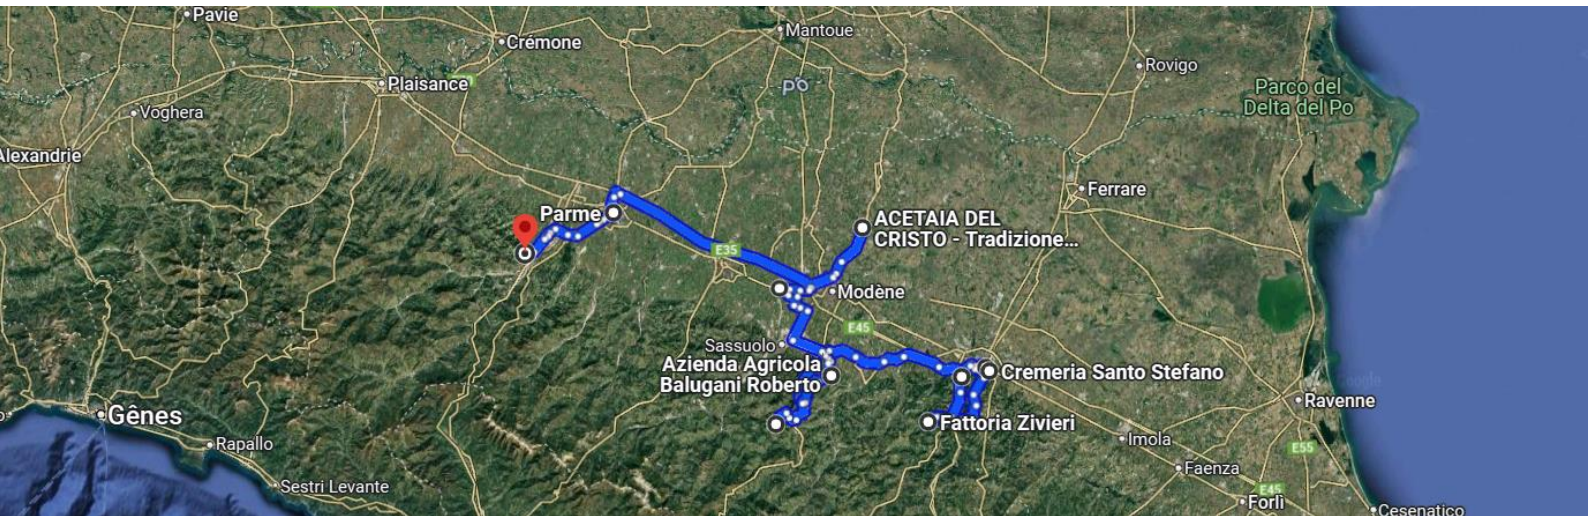 Pavie
Mantoue
Crémone
Rovigo
Plaisance
Po
Parco del
Delta del Po
Voghera
Alexandrie
Ferrare
Parme
ACETAIA DEL
CRISTO - Tradizione...
E35
Modène
E45
Sassuolo
Azienda Agricola
Balugani Roberto
Cremeria Santo Stefano
Google
Ravenne
Gênes
Fattoria Zivieri
Rapallo
Imola
E55
Faenza
Sestri Levante
E45
Forlì
Cesenatico